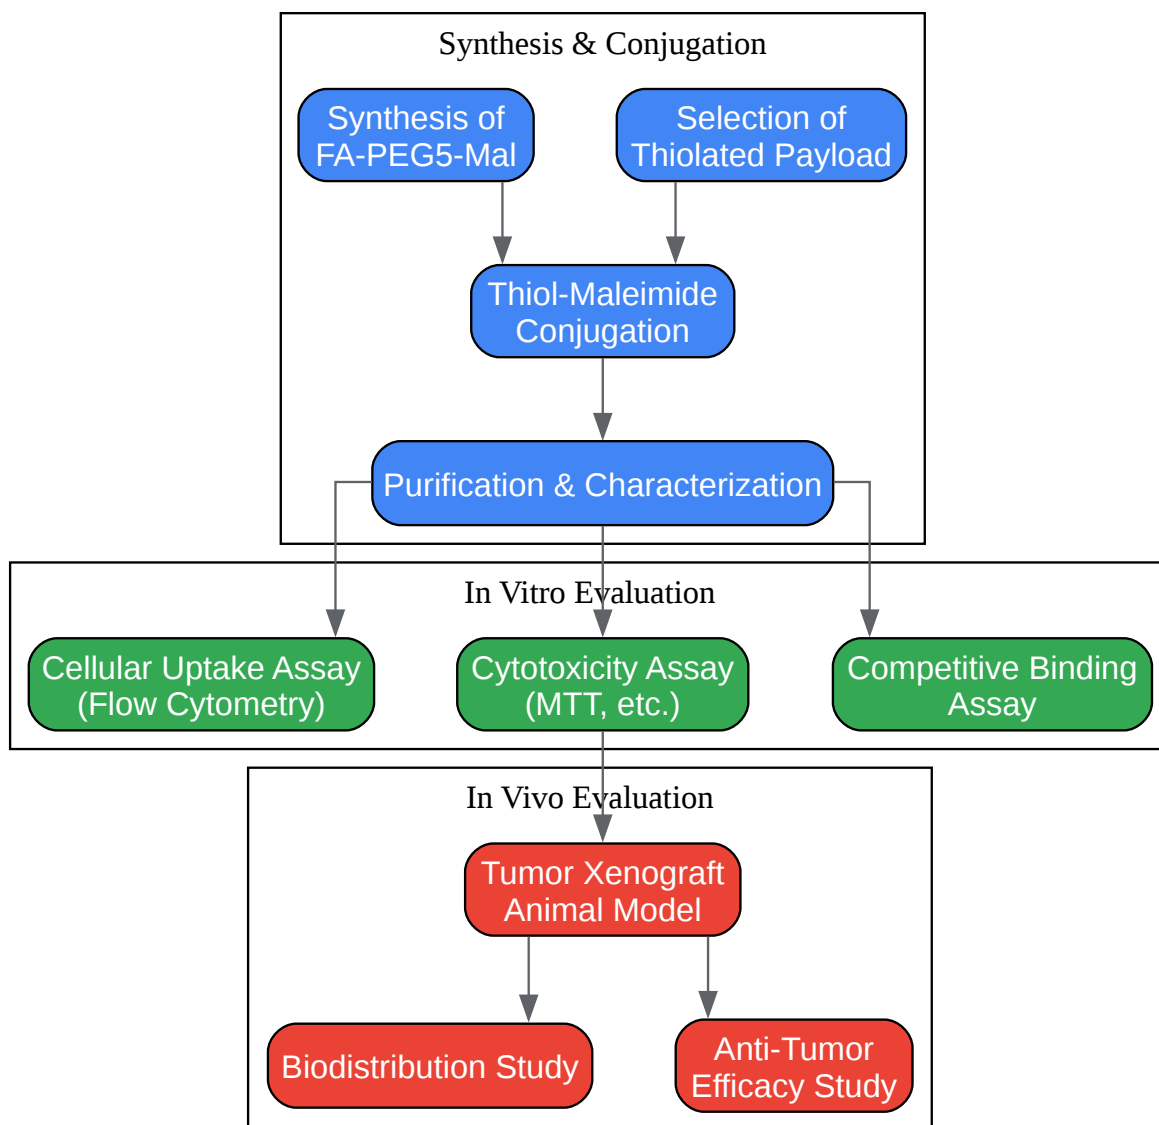 Synthesis & Conjugation
Synthesis of
FA-PEG5-Mal
Selection of
Thiolated Payload
Thiol-Maleimide
Conjugation
Purification & Characterization
In Vitro Evaluation
Cellular Uptake Assay
(Flow Cytometry)
Cytotoxicity Assay
(MTT, etc.)
Competitive Binding
Assay
In Vivo Evaluation
Tumor Xenograft
Animal Model
Biodistribution Study
Anti-Tumor
Efficacy Study